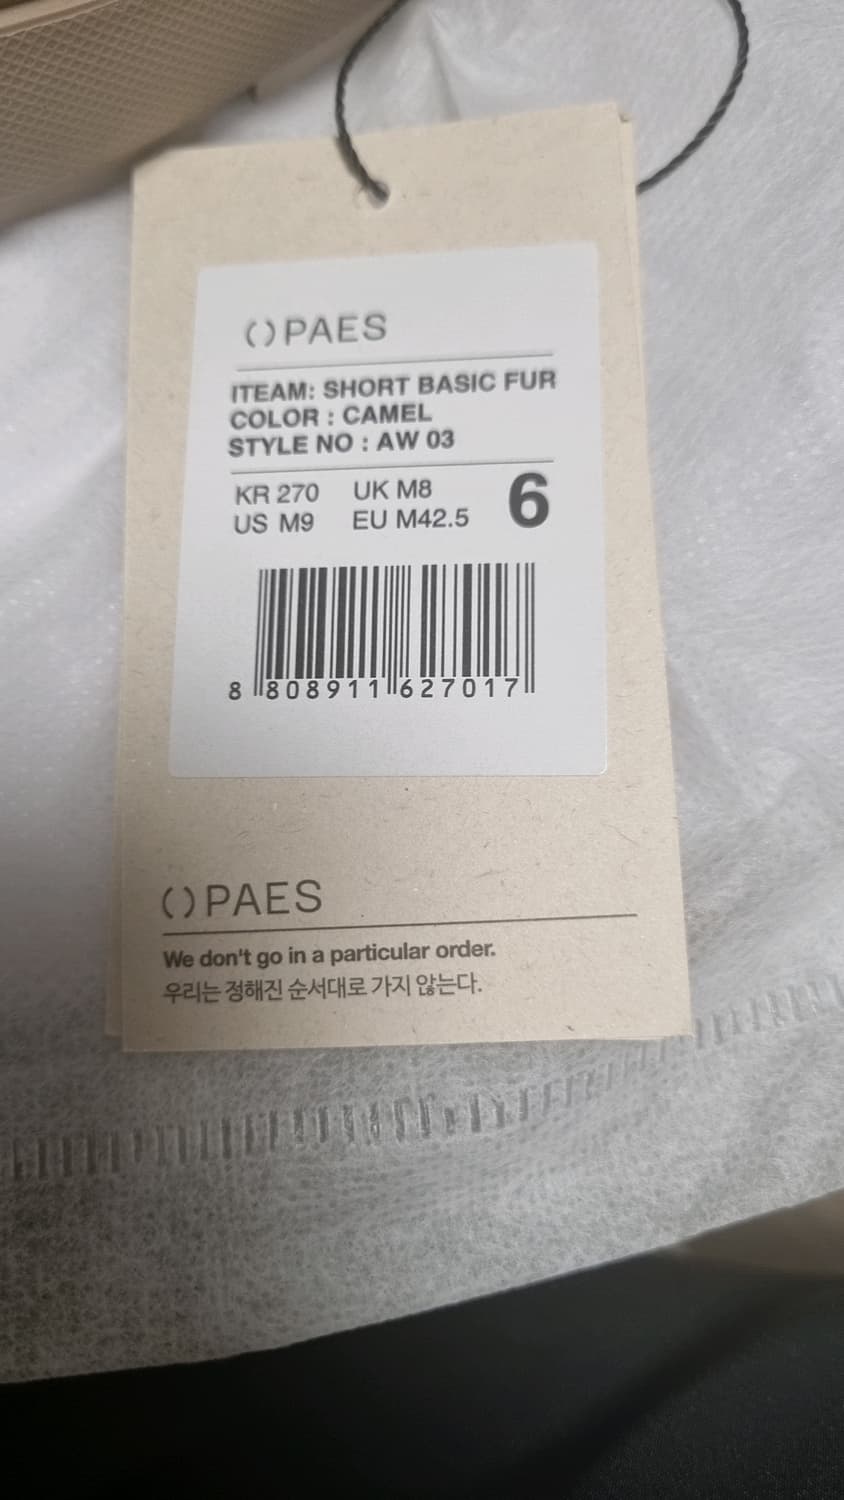 ()PAES
ITEAM: SHORT BASIC FUR
COLOR : CAMEL
STYLE NO : AW 03
KR 270 UK M8
US M9 EU M42.5
6
8 808911 627017
()PAES
We don't go in a particular order.
우리는 정해진 순서대로 가지 않는다.